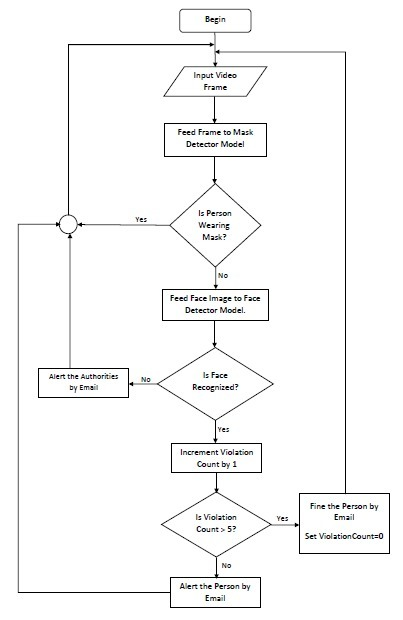 Begin
Input Video
Frame
Feed Frame to Mask
Detector Model
Is Person
Wearing
Mask?
Yes
No
Feed Face Image to Face
Detector Model.
Is Face
Recognized?
No
Alert the Authorities
by Email
Yes
Increment Violation
Count by 1
Is Violation
Count > 5?
Yes
Fine the Person by
Email
Set ViolationCount=0
No
Alert the Person by
Email